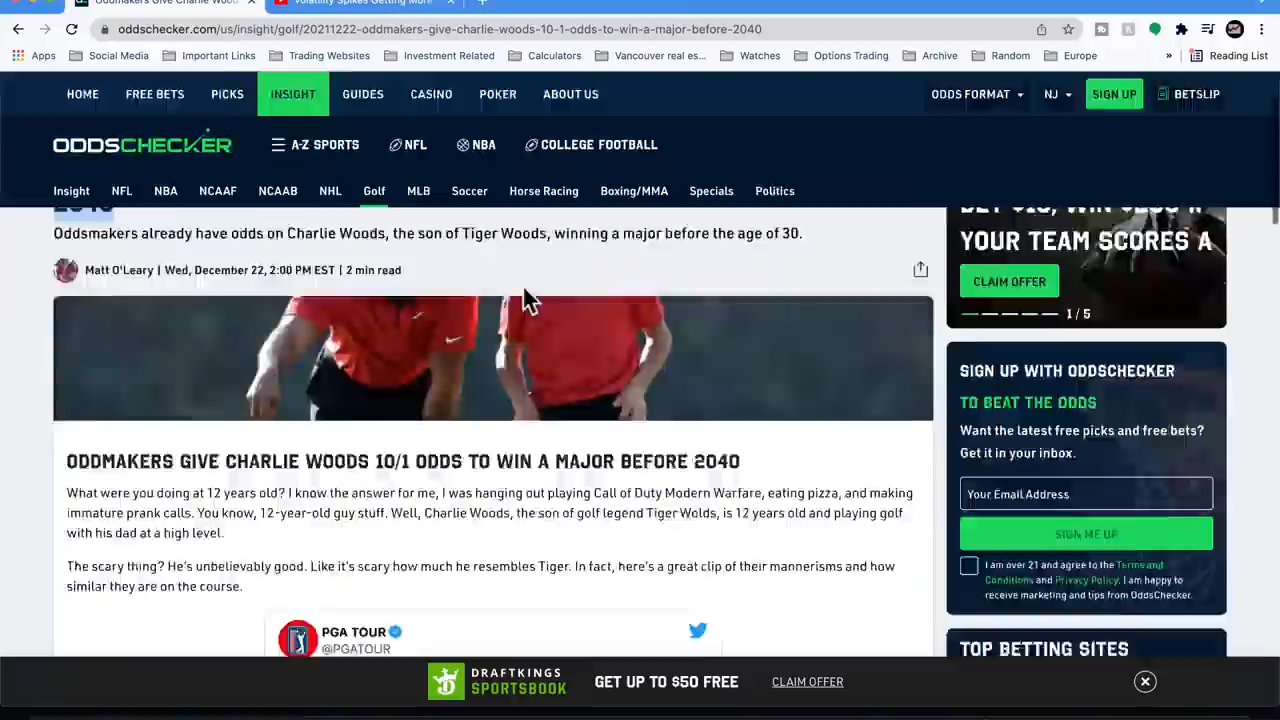 Oddmakers Give Charlie Wood
Volatility Spikes Getting More
oddschecker.com/us/insight/golf/20211222-oddmakers-give-charlie-woods-10-1-odds-to-win-a-major-before-2040
Apps Social Media Important Links Trading Websites Investment Related Calculators Vancouver real es... Watches Options Trading Archive Random Europe » Reading List
HOME FREE BETS PICKS INSIGHT GUIDES CASINO POKER ABOUT US ODDS FORMAT NJ SIGN UP BETSLIP
ODDSCHECKER A-Z SPORTS NFL NBA COLLEGE FOOTBALL
Insight NFL NBA NCAAF NCAAB NHL Golf MLB Soccer Horse Racing Boxing/MMA Specials Politics
2040
Oddsmakers already have odds on Charlie Woods, the son of Tiger Woods, winning a major before the age of 30.
Matt O'Leary | Wed, December 22, 2:00 PM EST | 2 min read
YOUR TEAM SCORES A
CLAIM OFFER
1 / 5
SIGN UP WITH ODDSCHECKER
TO BEAT THE ODDS
Want the latest free picks and free bets?
Get it in your inbox.
Your Email Address
SIGN ME UP
I am over 21 and agree to the Terms and
Conditions and Privacy Policy. I am happy to
receive marketing and tips from OddsChecker.
TOP BETTING SITES
ODDMAKERS GIVE CHARLIE WOODS 10/1 ODDS TO WIN A MAJOR BEFORE 2040
What were you doing at 12 years old? I know the answer for me, I was hanging out playing Call of Duty Modern Warfare, eating pizza, and making
immature prank calls. You know, 12-year-old guy stuff. Well, Charlie Woods, the son of golf legend Tiger Wolds, is 12 years old and playing golf
with his dad at a high level.
The scary thing? He's unbelievably good. Like it's scary how much he resembles Tiger. In fact, here's a great clip of their mannerisms and how
similar they are on the course.
PGA TOUR
@PGATOUR
DRAFTKINGS
SPORTSBOOK
GET UP TO $50 FREE
CLAIM OFFER